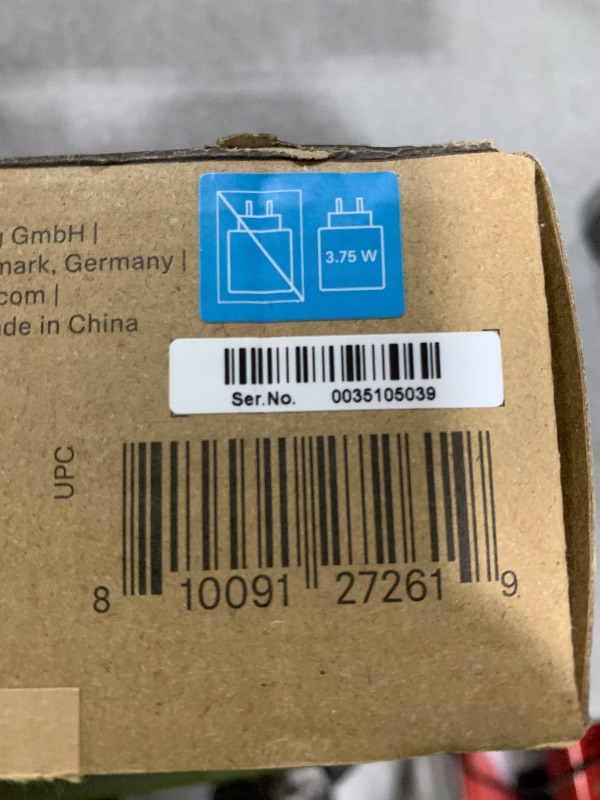 GmbH |
mark, Germany |
com |
de in China
3.75 W
Ser.No. 0035105039
UPC
8 10091 27261 9